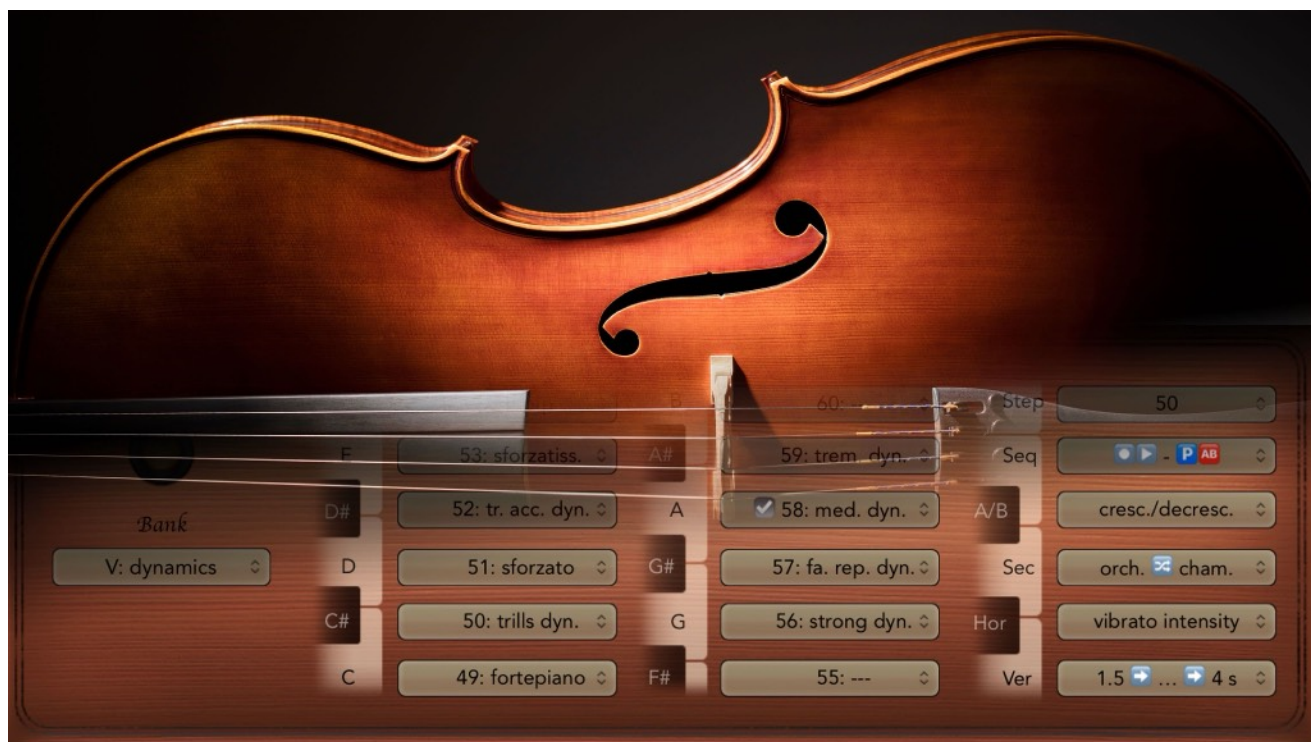 B 60: --- Step 50
F 53: sforzatiss. A# 59: trem. dyn. Seq P AB
D# 52: tr. acc. dyn. A 58: med. dyn. A/B cresc./decresc.
Bank
V: dynamics D 51: sforzato G# 57: fa. rep. dyn. Sec orch. cham.
C# 50: trills dyn. G 56: strong dyn. Hor vibrato intensity
C 49: fortepiano F# 55: --- Ver 1.5 ... 4 s